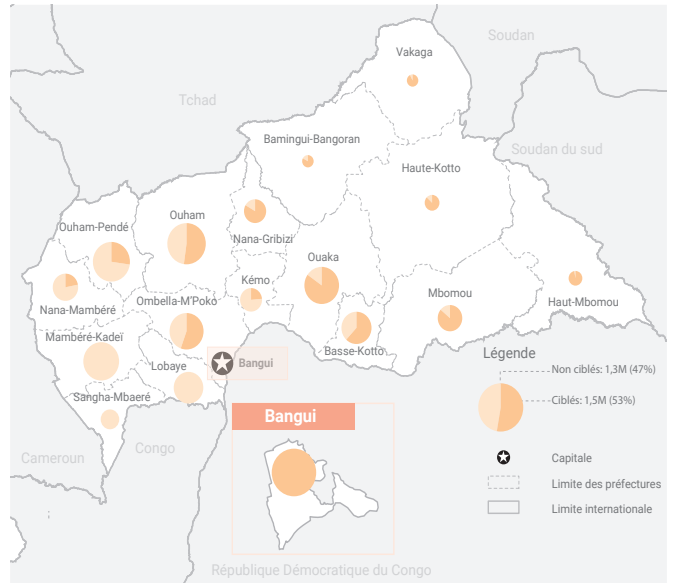 Soudan
Vakaga
Tchad
Bamingui-Bangoran
Soudan du sud
Haute-Kotto
Ouham
Ouham-Pendé
Nana-Gribizi
Ouaka
Kémo
Mbomou
Ombella-M'Poko
Nana-Mambéré
Haut-Mbomou
Mambéré-Kadeï
Basse-Kotto
Légende
Lobaye
Bangui
Non ciblés: 1,3M (47%)
Sangha-Mbaeré
Ciblés: 1,5M (53%)
Bangui
Congo
Cameroun
Capitale
Limite des préfectures
Limite internationale
;
République Démocratique du Congo